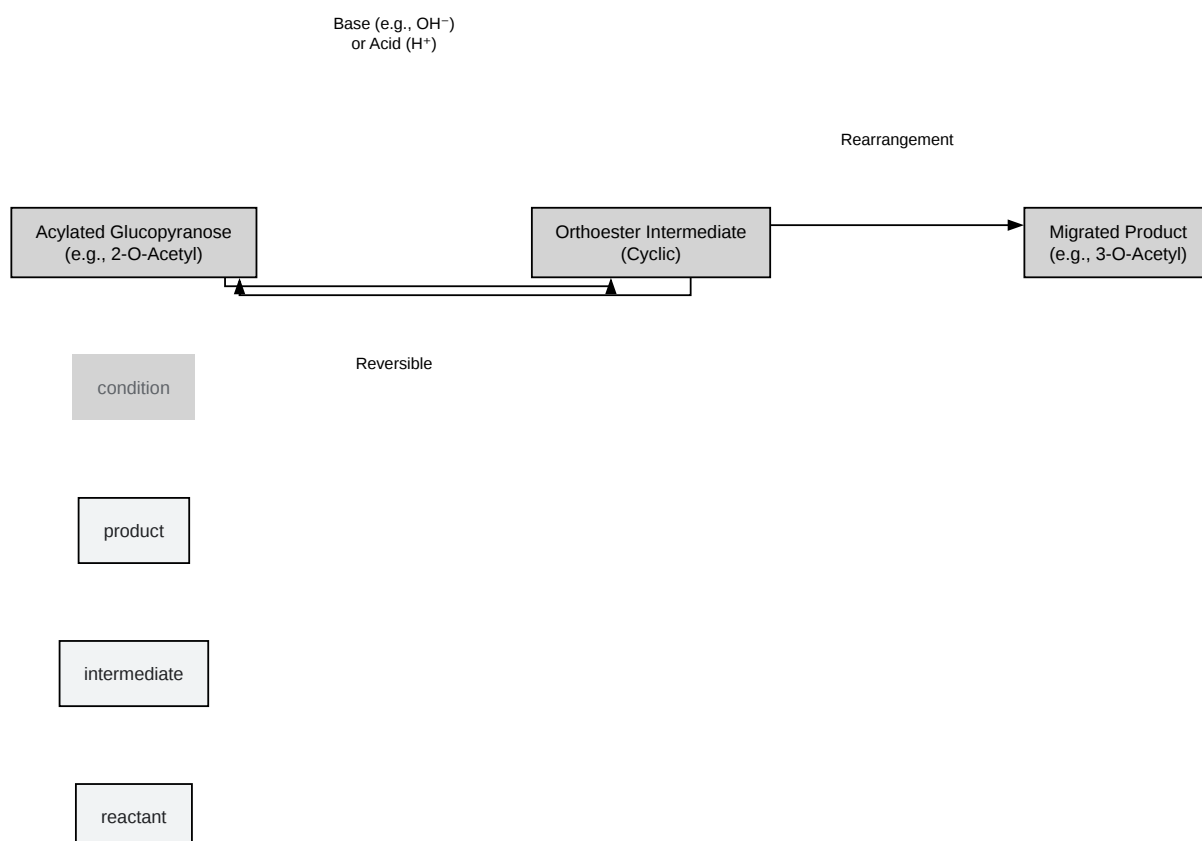 Base (e.g., OH⁻)
or Acid (H⁺)
Rearrangement
Acylated Glucopyranose
(e.g., 2-O-Acetyl)
Orthoester Intermediate
(Cyclic)
Migrated Product
(e.g., 3-O-Acetyl)
Reversible
condition
product
intermediate
reactant